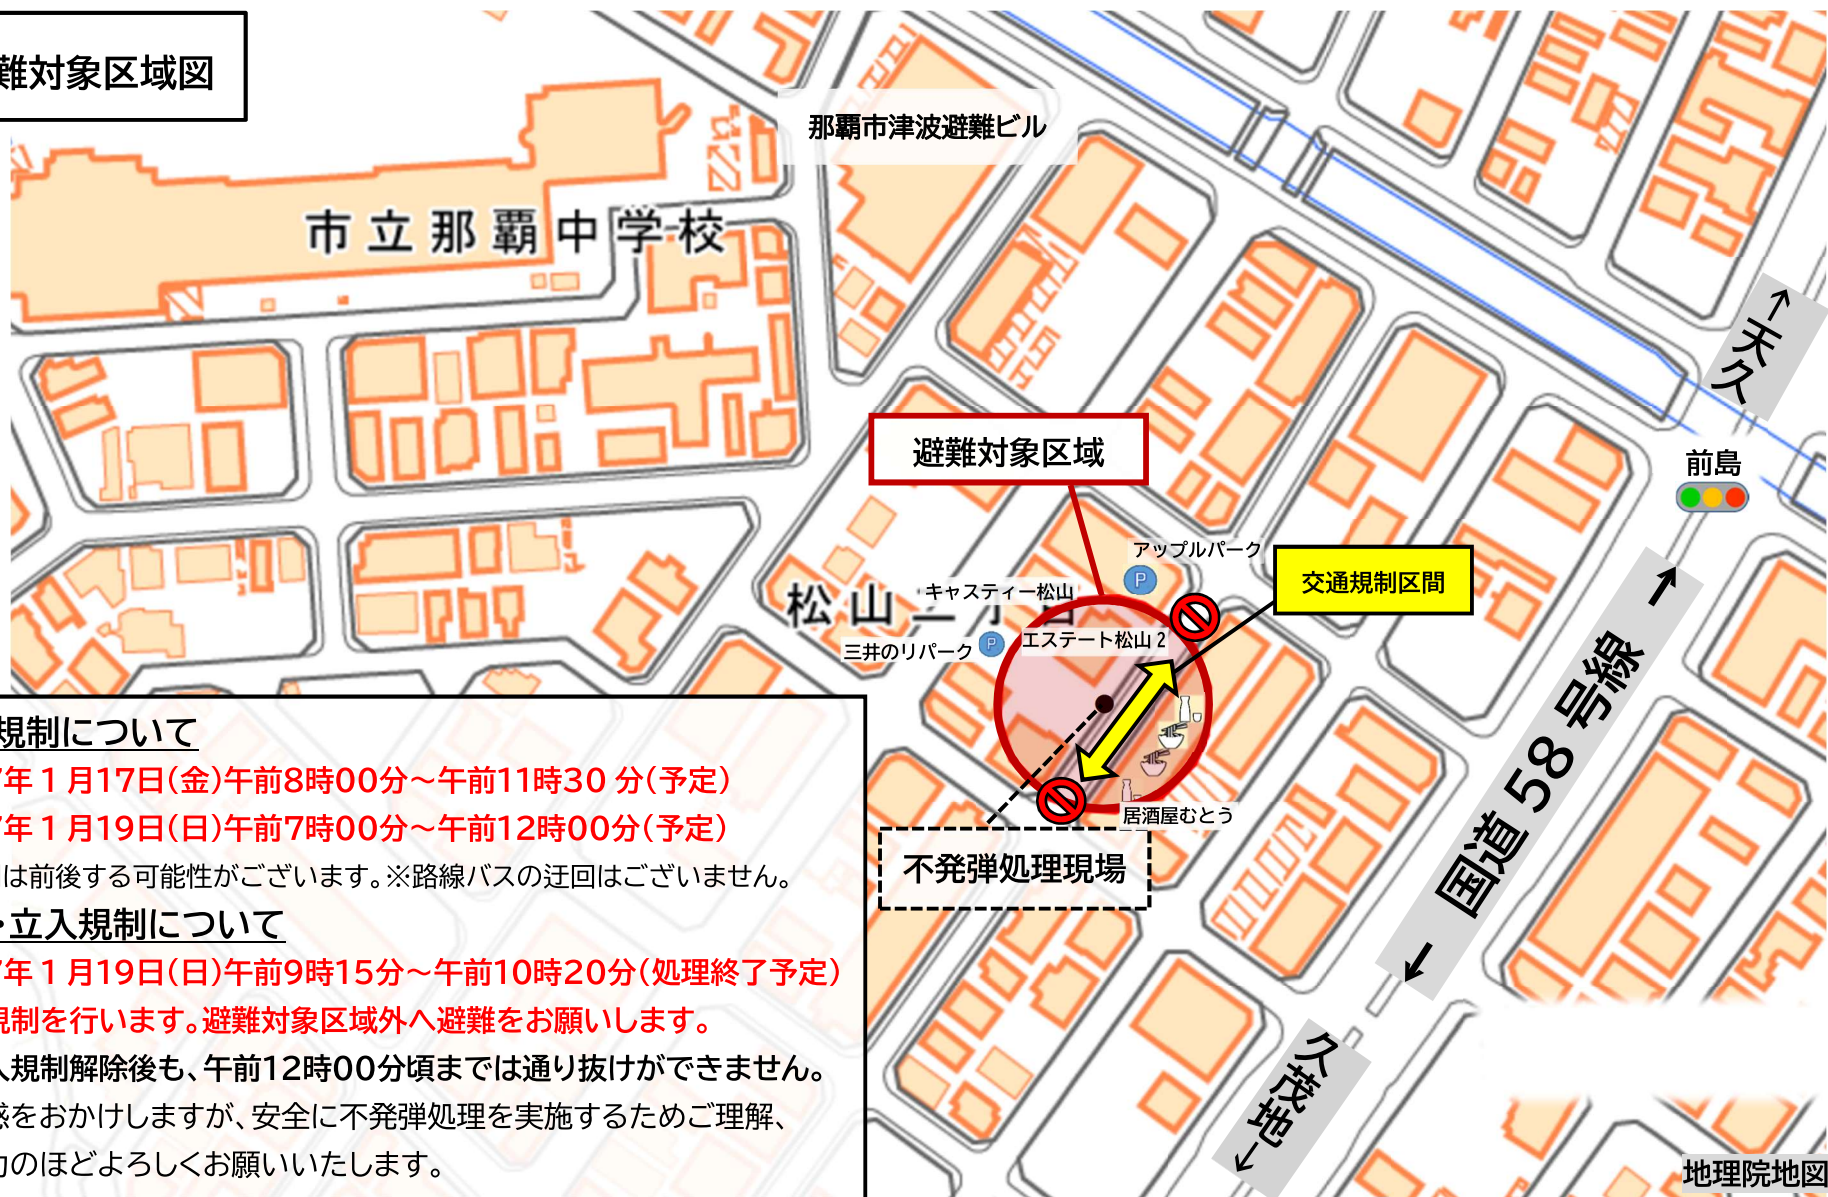 難対象区域図
那覇市津波避難ビル
市立那覇中学校
↑天久
前島
避難対象区域
アップルパーク
交通規制区間
キャスティー松山
松山二丁目
エステート松山2
三井のリパーク
居酒屋むとう
不発弾処理現場
国道58号線
久茂地↓
規制について
年1月17日(金)午前8時00分~午前11時30分(予定)
年1月19日(日)午前7時00分~午前12時00分(予定)
は前後する可能性がございます。※路線バスの迂回はございません。
・立入規制について
年1月19日(日)午前9時15分~午前10時20分(処理終了予定)
規制を行います。避難対象区域外へ避難をお願いします。
規制解除後も、午前12時00分頃までは通り抜けができません。
惑をおかけしますが、安全に不発弾処理を実施するためご理解、
のほどよろしくお願いいたします。
地理院地図